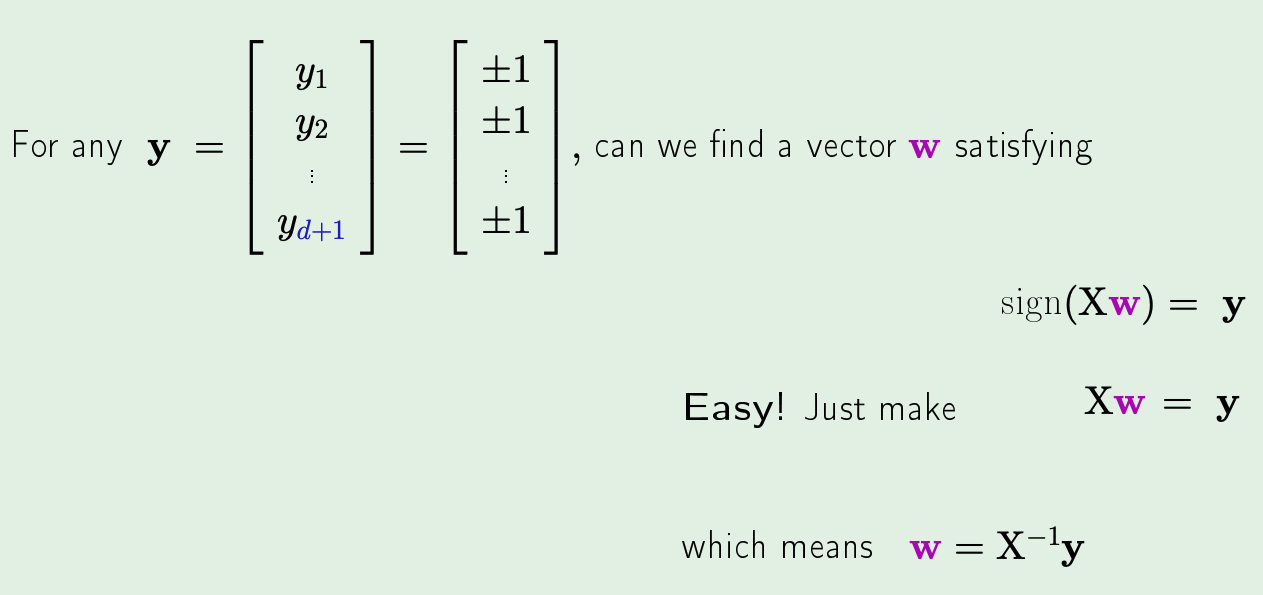 For any $\mathbf{y} = \begin{bmatrix} y_1 \\ y_2 \\ \vdots \\ y_{d+1} \end{bmatrix} = \begin{bmatrix} \pm 1 \\ \pm 1 \\ \vdots \\ \pm 1 \end{bmatrix}$, can we find a vector $\mathbf{w}$ satisfying
$\text{sign}(\mathrm{X}\mathbf{w}) = \mathbf{y}$
Easy! Just make $\mathrm{X}\mathbf{w} = \mathbf{y}$
which means $\mathbf{w} = \mathrm{X}^{-1}\mathbf{y}$